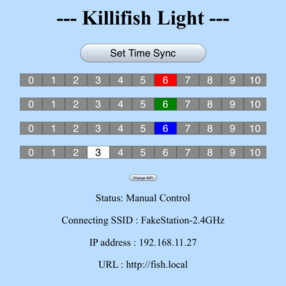 --- Killifish Light ---
Set Time Sync
0 1 2 3 4 5 6 7 8 9 10
0 1 2 3 4 5 6 7 8 9 10
0 1 2 3 4 5 6 7 8 9 10
0 1 2 3 4 5 6 7 8 9 10
Change WiFi
Status: Manual Control
Connecting SSID : FakeStation-2.4GHz
IP address : 192.168.11.27
URL : http://fish.local